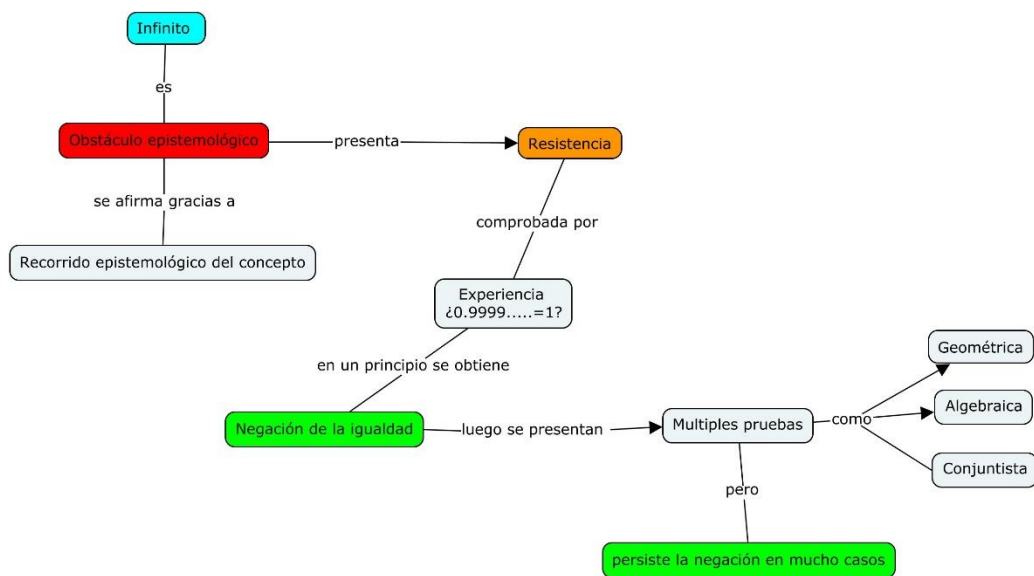 Infinito
es
Obstáculo epistemológico
presenta
Resistencia
se afirma gracias a
comprobada por
Recorrido epistemológico del concepto
Experiencia
¿0.9999.....=1?
en un principio se obtiene
Negación de la igualdad
luego se presentan
Multiples pruebas
como
Geométrica
Algebraica
Conjuntista
pero
persiste la negación en mucho casos